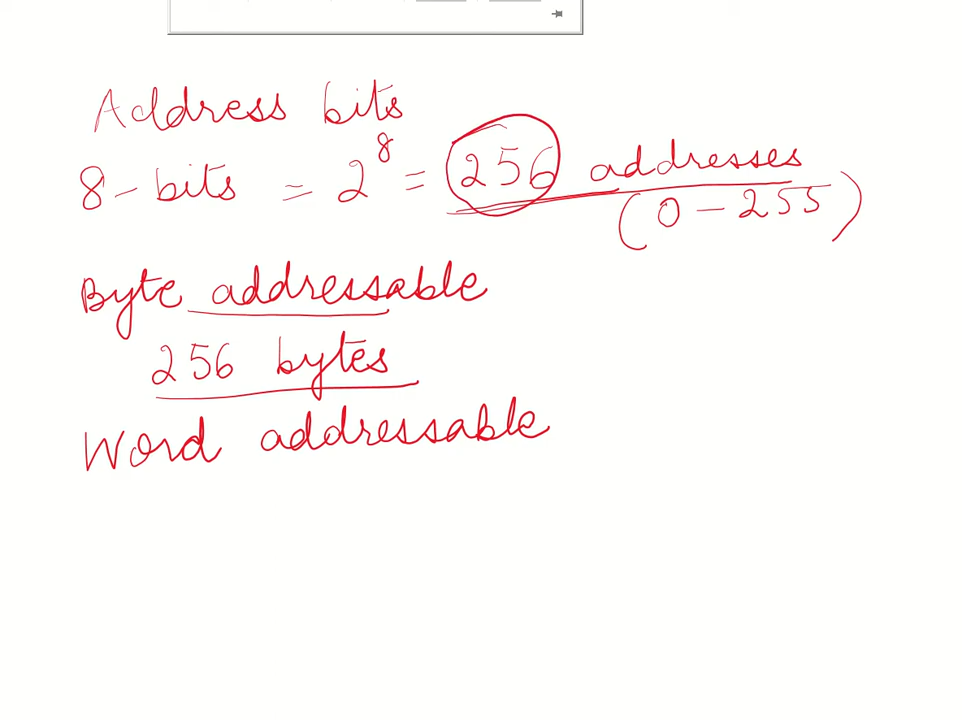 Address bits
8-bits = 2^8 = 256 addresses
(0-255)
Byte addressable
256 bytes
Word addressable